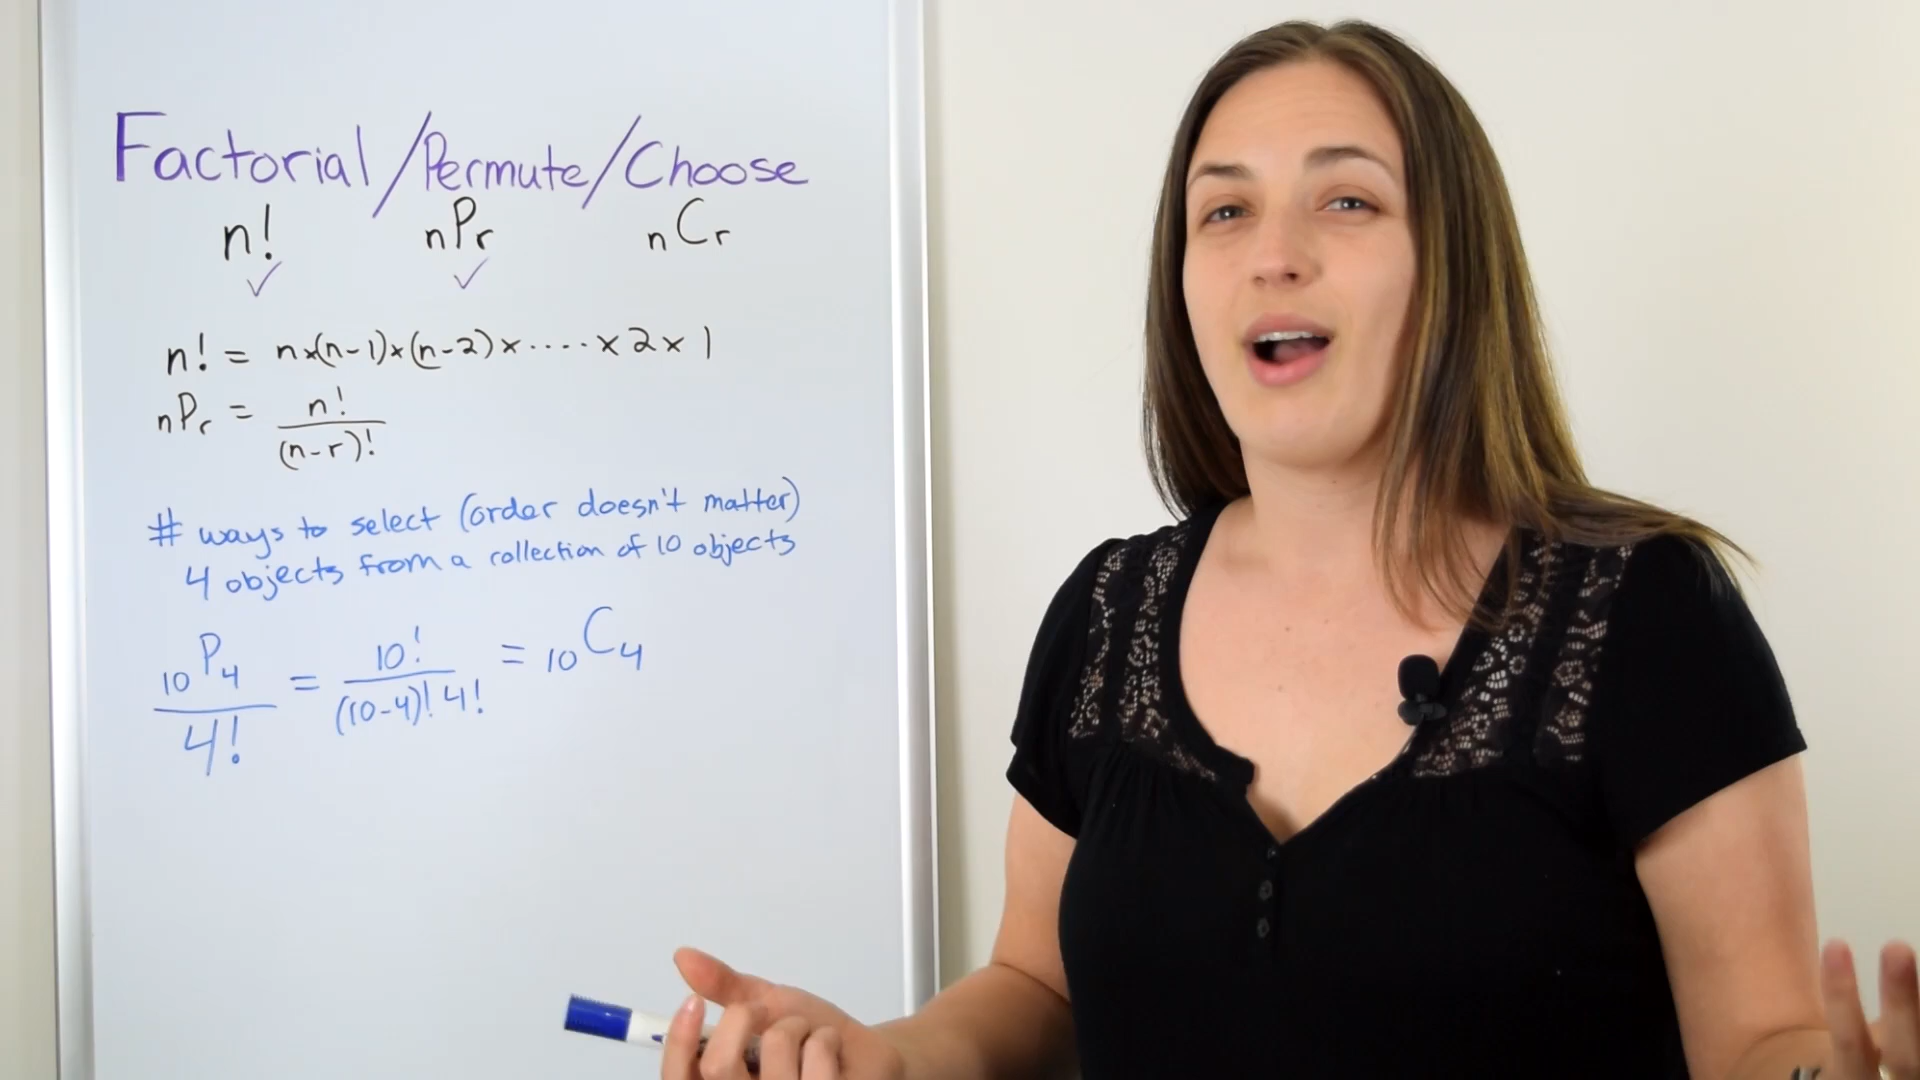 Factorial/Permute/Choose
n! nPr nCr
✓ ✓
n! = n×(n-1)×(n-2)×....×2×1
nPr = n!/(n-r)!
# ways to select (order doesn't matter)
4 objects from a collection of 10 objects
10P4/4! = 10!/(10-4)!4! = 10C4